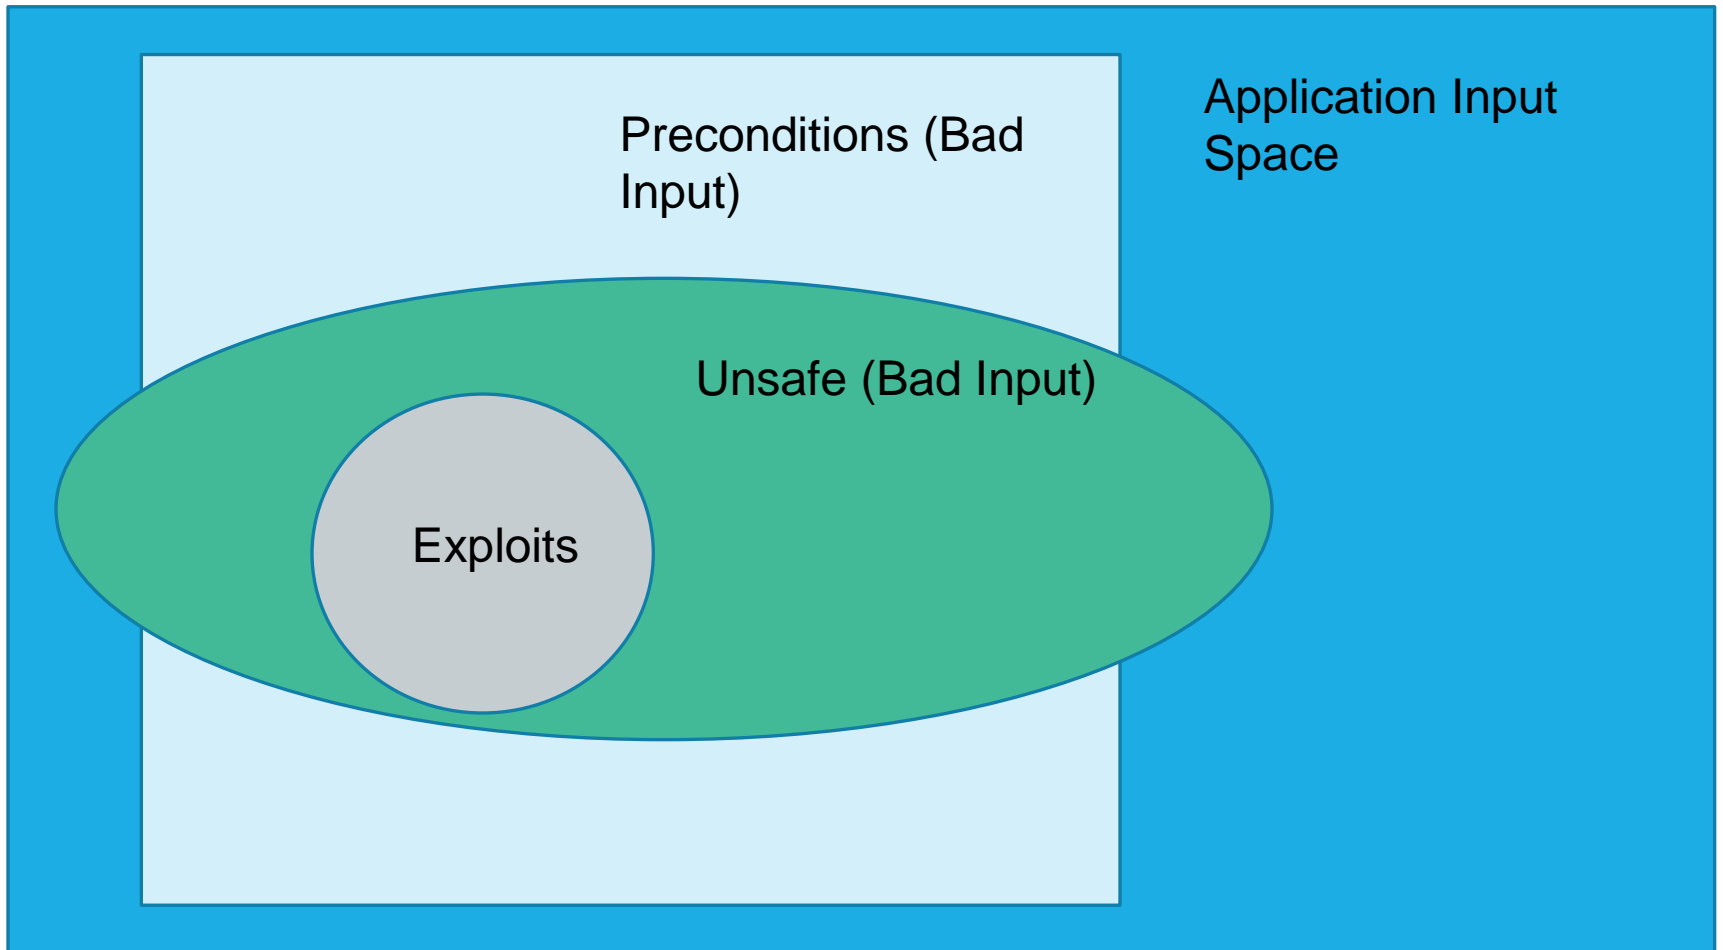 Application Input
Space
Preconditions (Bad
Input)
Unsafe (Bad Input)
Exploits